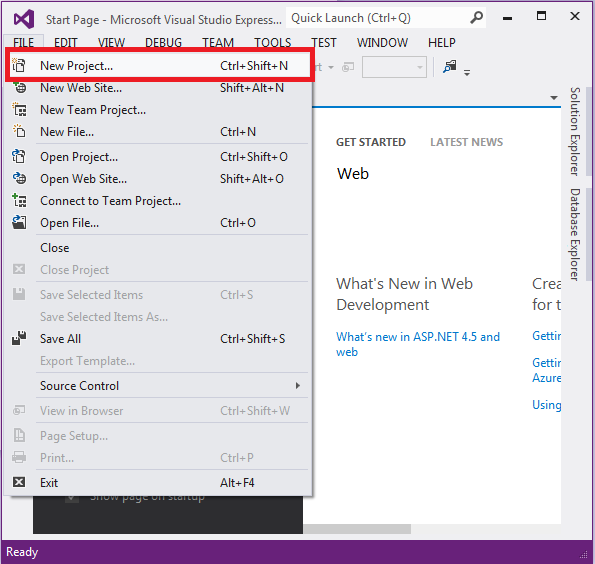 Start Page - Microsoft Visual Studio Express...
Quick Launch (Ctrl+Q)
FILE EDIT VIEW DEBUG TEAM TOOLS TEST WINDOW HELP
New Project... Ctrl+Shift+N
New Web Site... Shift+Alt+N
New Team Project...
New File... Ctrl+N
Open Project... Ctrl+Shift+O
Open Web Site... Shift+Alt+O
Connect to Team Project...
Open File... Ctrl+O
Close
Close Project
Save Selected Items Ctrl+S
Save Selected Items As...
Save All Ctrl+Shift+S
Export Template...
Source Control
View in Browser Ctrl+Shift+W
Page Setup...
Print... Ctrl+P
Exit Alt+F4
Show page on startup
GET STARTED LATEST NEWS
Web
What's New in Web
Development
What's new in ASP.NET 4.5 and
web
Crea
for t
Gettin
Gettin
Azure
Using
Solution Explorer
Database Explorer
Ready